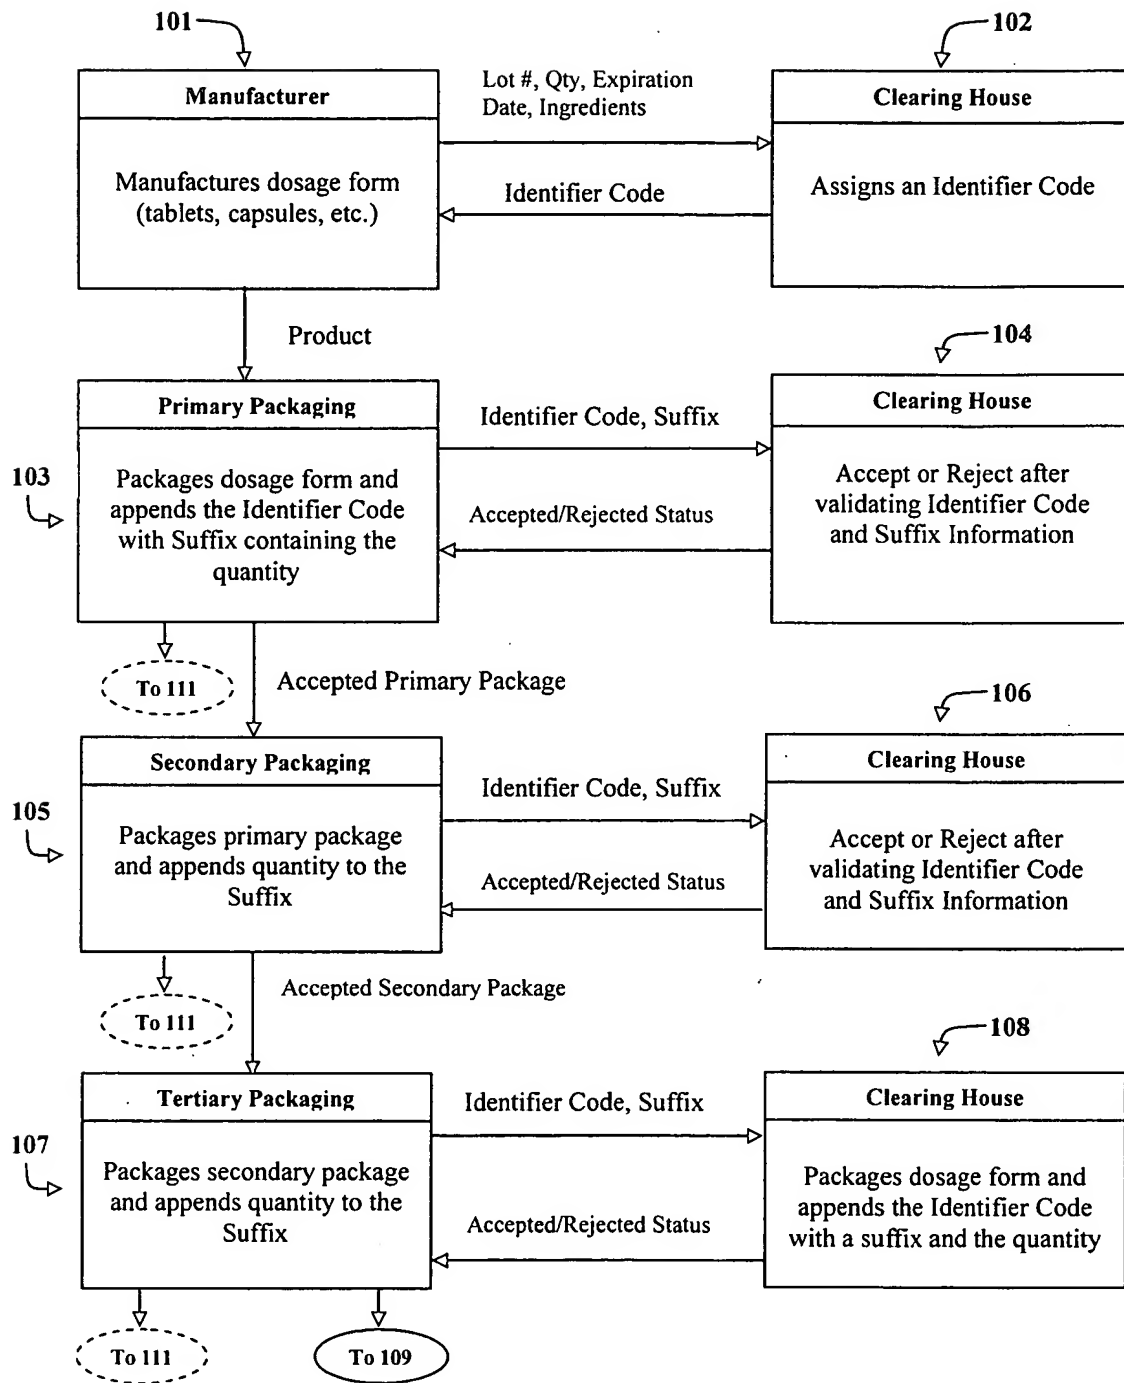 101
102
Manufacturer
Lot #, Qty, Expiration
Date, Ingredients
Clearing House
Manufactures dosage form
(tablets, capsules, etc.)
Identifier Code
Assigns an Identifier Code
Product
104
Primary Packaging
Identifier Code, Suffix
Clearing House
103
Packages dosage form and
appends the Identifier Code
with Suffix containing the
quantity
Accepted/Rejected Status
Accept or Reject after
validating Identifier Code
and Suffix Information
To 111
Accepted Primary Package
106
Secondary Packaging
Identifier Code, Suffix
Clearing House
105
Packages primary package
and appends quantity to the
Suffix
Accepted/Rejected Status
Accept or Reject after
validating Identifier Code
and Suffix Information
To 111
Accepted Secondary Package
108
Tertiary Packaging
Identifier Code, Suffix
Clearing House
107
Packages secondary package
and appends quantity to the
Suffix
Accepted/Rejected Status
Packages dosage form and
appends the Identifier Code
with a suffix and the quantity
To 111
To 109